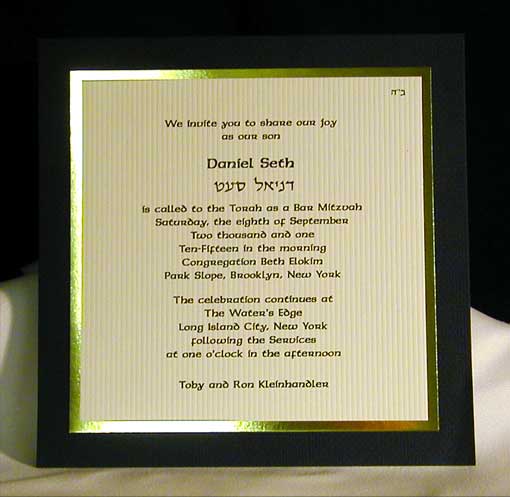 ב"ה
We invite you to share our joy
as our son
Daniel Seth
דניאל סעט
is called to the Torah as a Bar Mitzvah
Saturday, the eighth of September
Two thousand and one
Ten-Fifteen in the morning
Congregation Beth Elokim
Park Slope, Brooklyn, New York
The celebration continues at
The Water's Edge
Long Island City, New York
following the Services
at one o'clock in the afternoon
Toby and Ron Kleinhandler